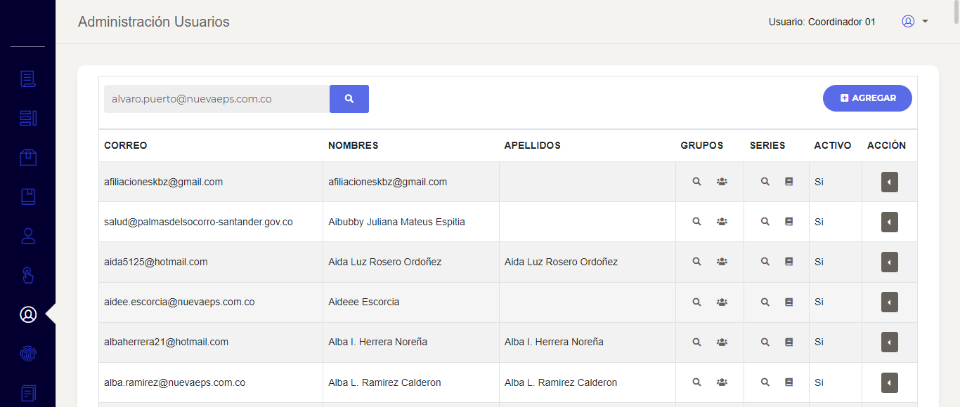 Administración Usuarios
Usuario: Coordinador 01
alvaro.puerto@nuevaeps.com.co
AGREGAR
CORREO NOMBRES APELLIDOS GRUPOS SERIES ACTIVO ACCIÓN
afiliacioneskbz@gmail.com afiliacioneskbz@gmail.com Si
salud@palmasdelsocorro-santander.gov.co Aibubby Juliana Mateus Espitia Si
aida5125@hotmail.com Aida Luz Rosero Ordoñez Aida Luz Rosero Ordoñez Si
aidee.escorcia@nuevaeps.com.co Aideee Escorcia Si
albaherrera21@hotmail.com Alba I. Herrera Noreña Alba I. Herrera Noreña Si
alba.ramirez@nuevaeps.com.co Alba L. Ramirez Calderon Alba L. Ramirez Calderon Si